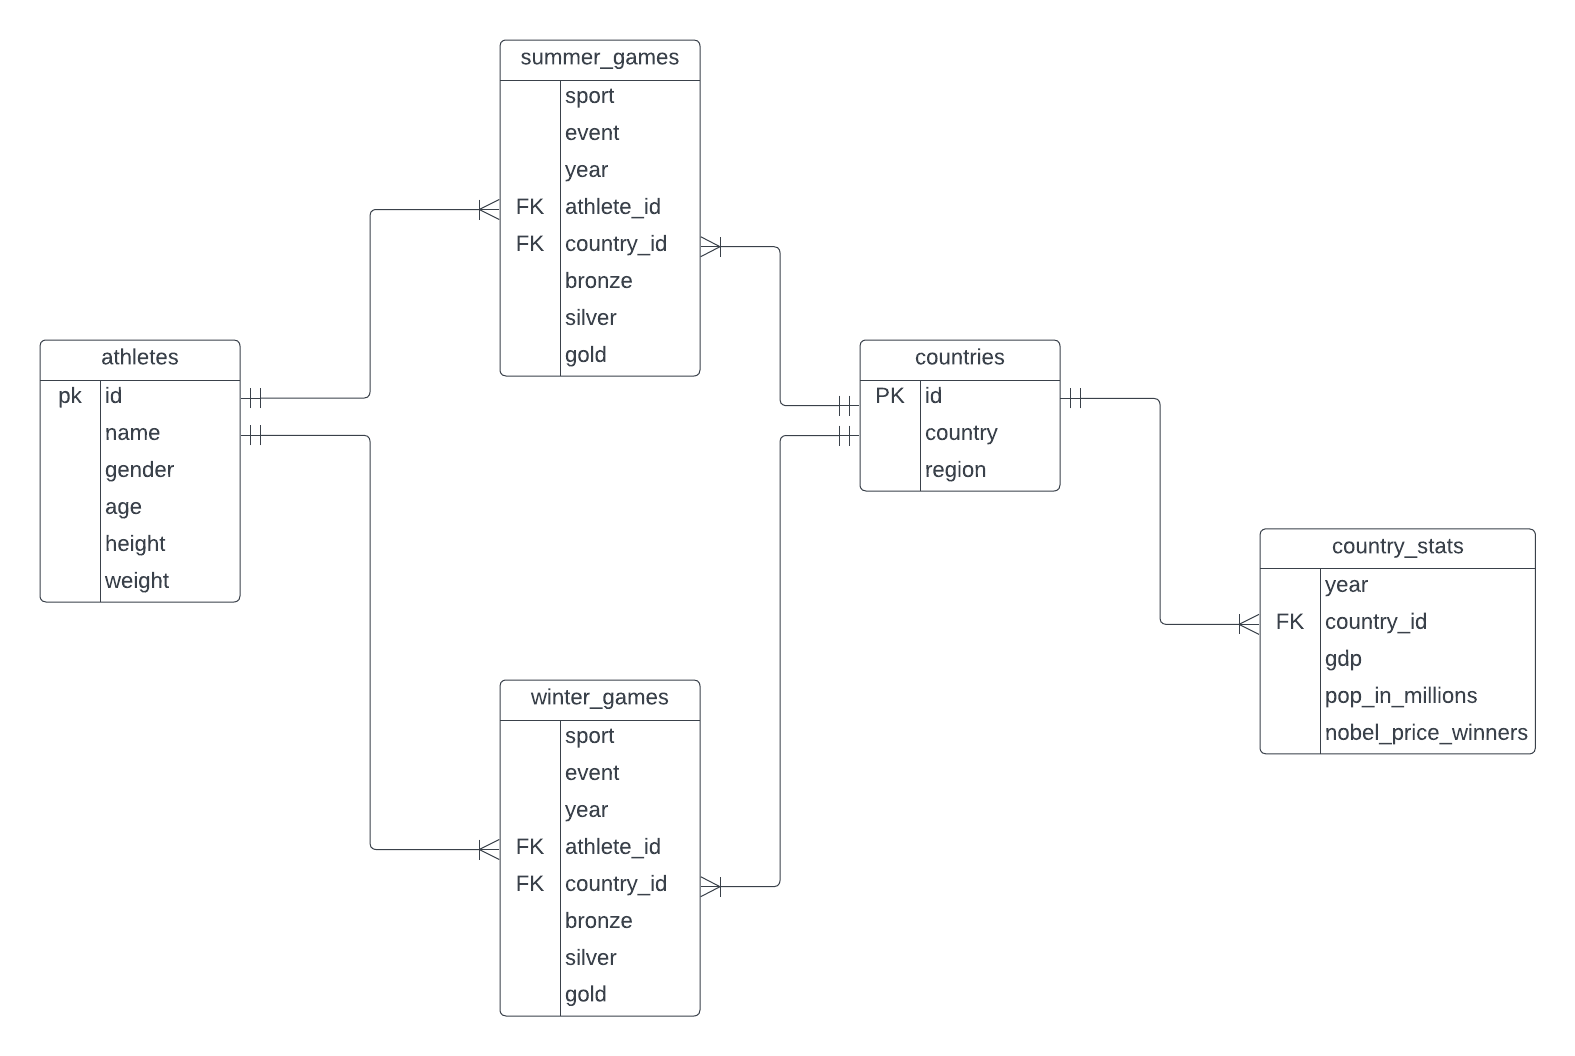 summer_games
sport
event
year
FK athlete_id
FK country_id
bronze
silver
gold
athletes
pk id
name
gender
age
height
weight
countries
PK id
country
region
country_stats
year
FK country_id
gdp
pop_in_millions
nobel_price_winners
winter_games
sport
event
year
FK athlete_id
FK country_id
bronze
silver
gold